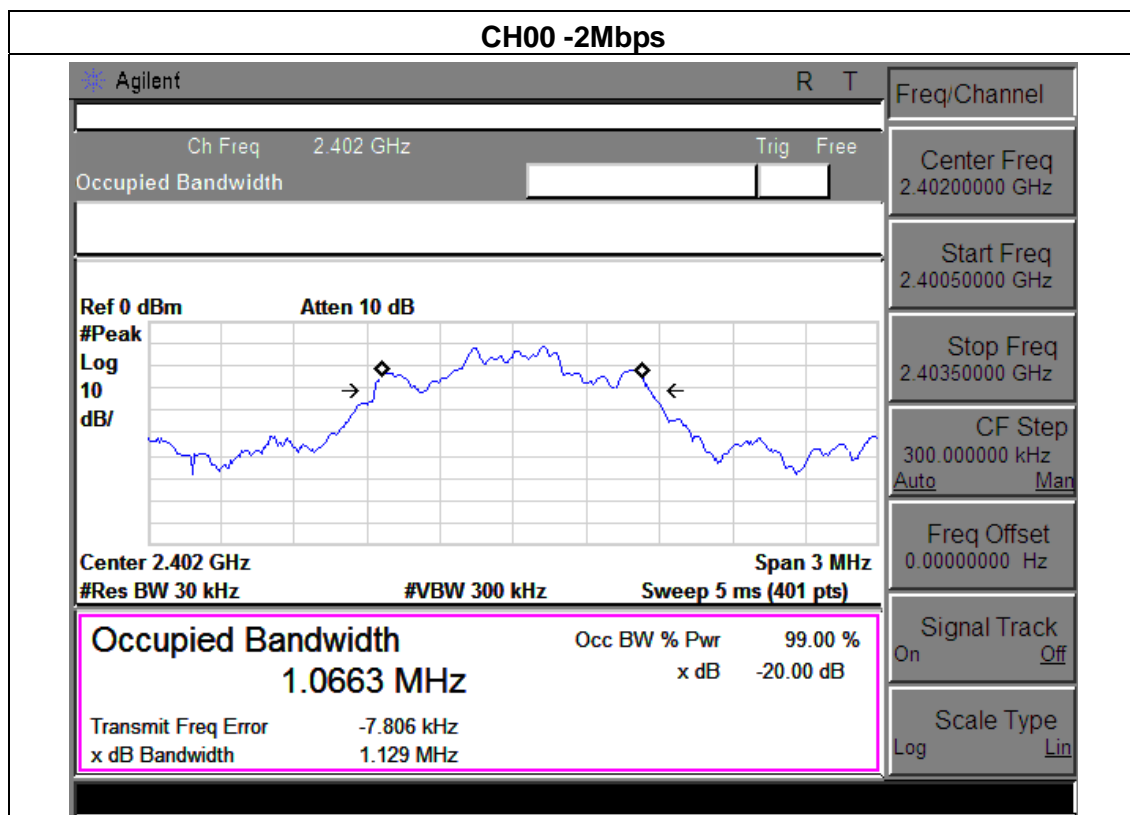 CH00 -2Mbps
Agilent R T
Freq/Channel
Ch Freq 2.402 GHz Trig Free
Occupied Bandwidth
Center Freq
2.40200000 GHz
Start Freq
2.40050000 GHz
Stop Freq
2.40350000 GHz
CF Step
300.000000 kHz
Auto Man
Freq Offset
0.00000000 Hz
Signal Track
On Off
Scale Type
Log Lin
Ref 0 dBm Atten 10 dB
#Peak
Log
10
dB/
Center 2.402 GHz Span 3 MHz
#Res BW 30 kHz #VBW 300 kHz Sweep 5 ms (401 pts)
Occupied Bandwidth Occ BW % Pwr 99.00 %
1.0663 MHz x dB -20.00 dB
Transmit Freq Error -7.806 kHz
x dB Bandwidth 1.129 MHz